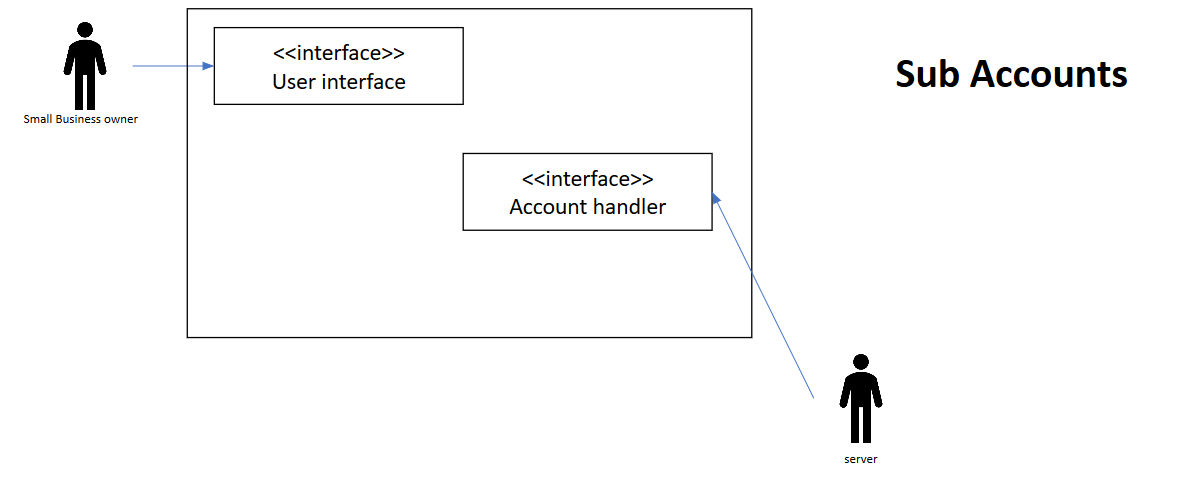 <<interface>>
User interface
Sub Accounts
Small Business owner
<<interface>>
Account handler
server